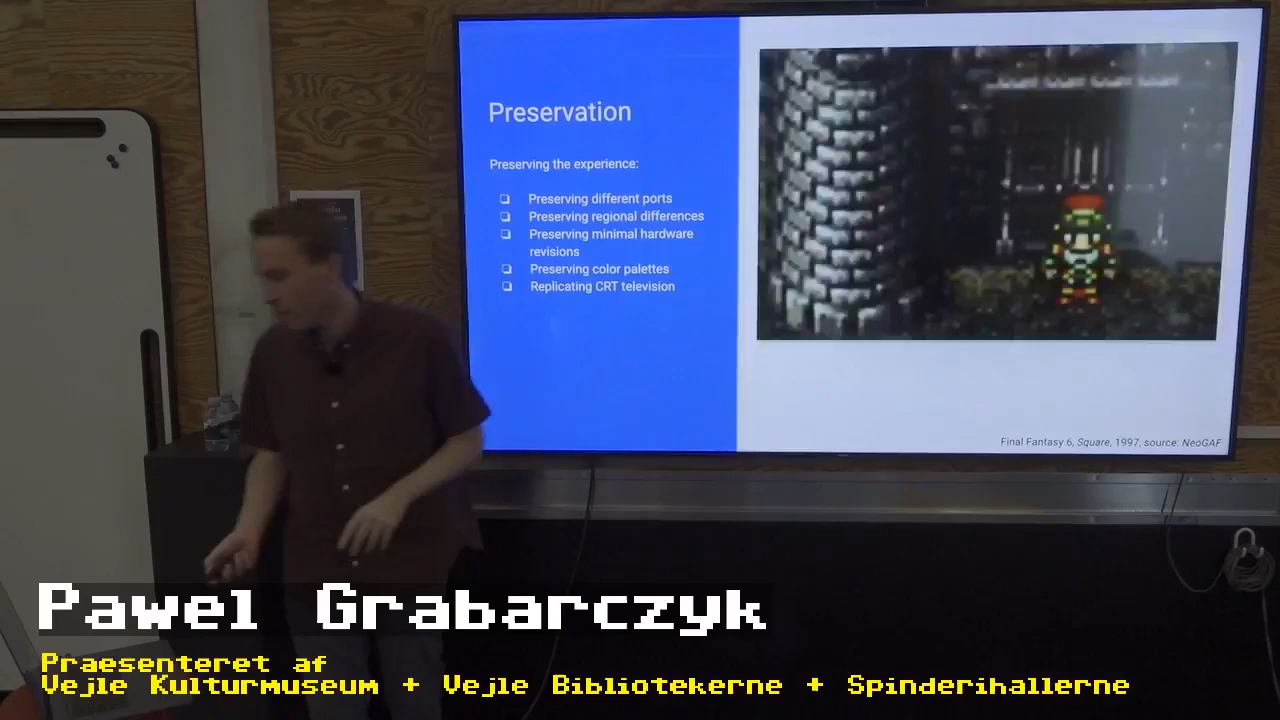 Preservation
Preserving the experience:
Preserving different ports
Preserving regional differences
Preserving minimal hardware
revisions
Preserving color palettes
Replicating CRT television
Final Fantasy 6, Square, 1997, source: NeoGAF
Pawel Grabarczyk
Praesenteret af
Vejle Kulturmuseum + Vejle Bibliotekerne + Spinderihallerne